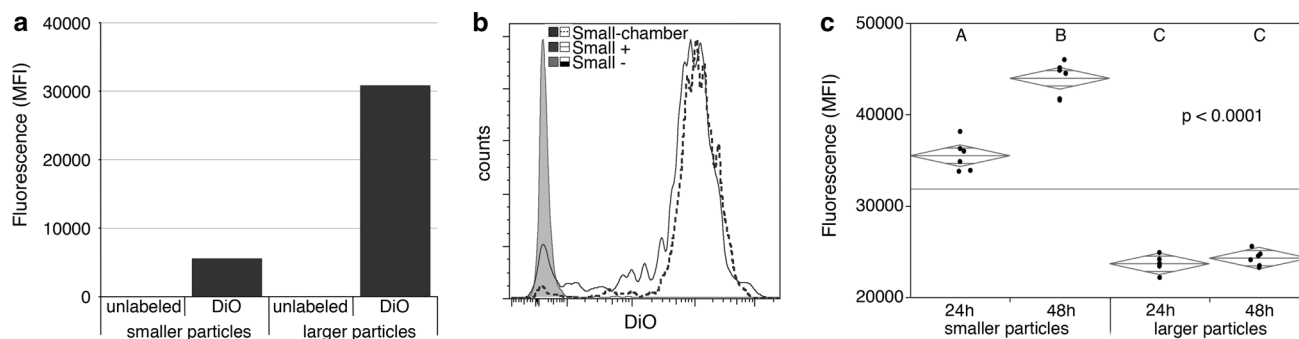 a
Fluorescence (MFI)
40000
30000
20000
10000
0
unlabeled DiO unlabeled DiO
smaller particles larger particles
b
counts
Small-chamber
Small +
Small -
DiO
c
Fluorescence (MFI)
50000
40000
30000
20000
A B C C
p < 0.0001
24h 48h 24h 48h
smaller particles larger particles